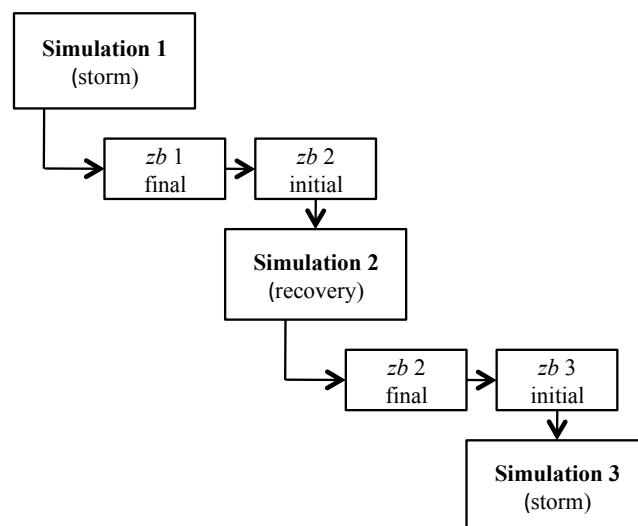 Simulation 1
(storm)
zb 1
final
zb 2
initial
Simulation 2
(recovery)
zb 2
final
zb 3
initial
Simulation 3
(storm)